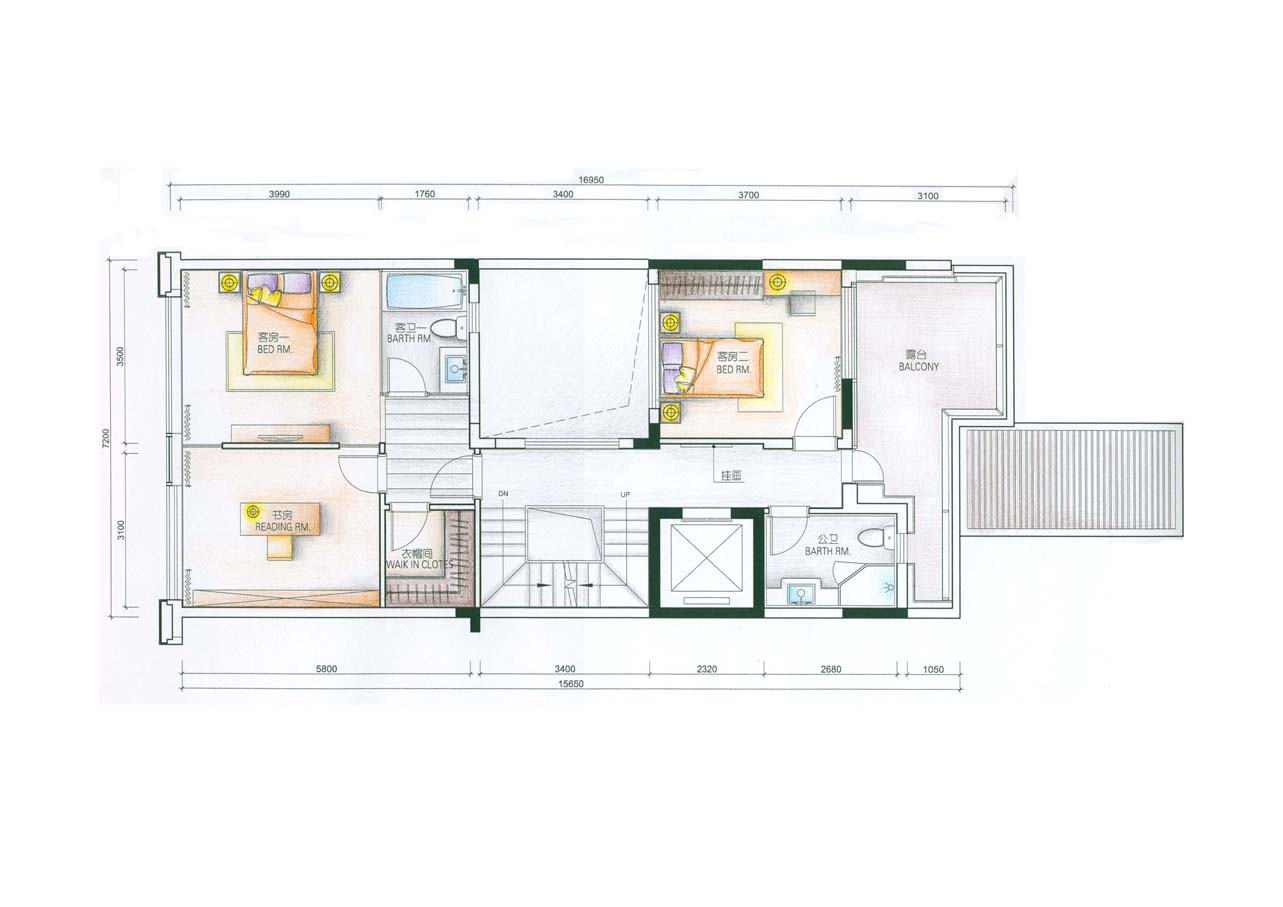 16950
3990
1760
3400
3700
3100
7200
3500
3100
客房一
BED RM.
客卫一
BARTH RM.
客房二
BED RM.
露台
BALCONY
挂画
书房
READING RM.
DN
UP
衣帽间
WAIK IN CLOTES
公卫
BARTH RM.
5800
3400
2320
2680
1050
15650